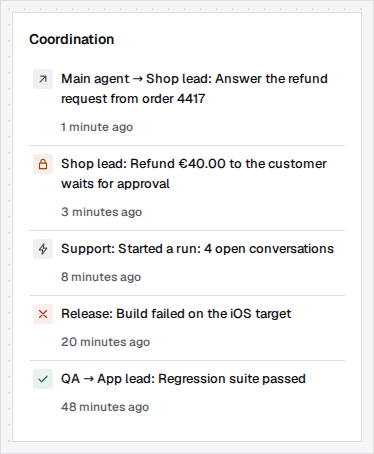 Coordination
Main agent → Shop lead: Answer the refund
request from order 4417
1 minute ago
Shop lead: Refund €40.00 to the customer
waits for approval
3 minutes ago
Support: Started a run: 4 open conversations
8 minutes ago
Release: Build failed on the iOS target
20 minutes ago
QA → App lead: Regression suite passed
48 minutes ago